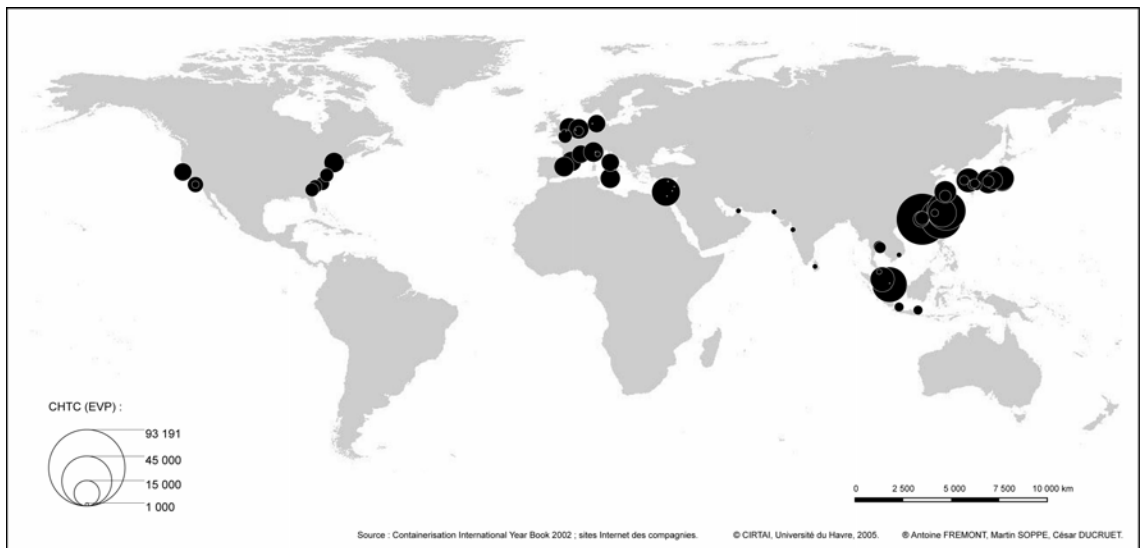 CHTC (EVP) :
93 191
45 000
15 000
1 000
0 2 500 5 000 7 500 10 000 km
Source : Containerisation International Year Book 2002 ; sites Internet des compagnies. © CIRTAI, Université du Havre, 2005. ® Antoine FREMONT, Martin SOPPE, César DUCRUET.